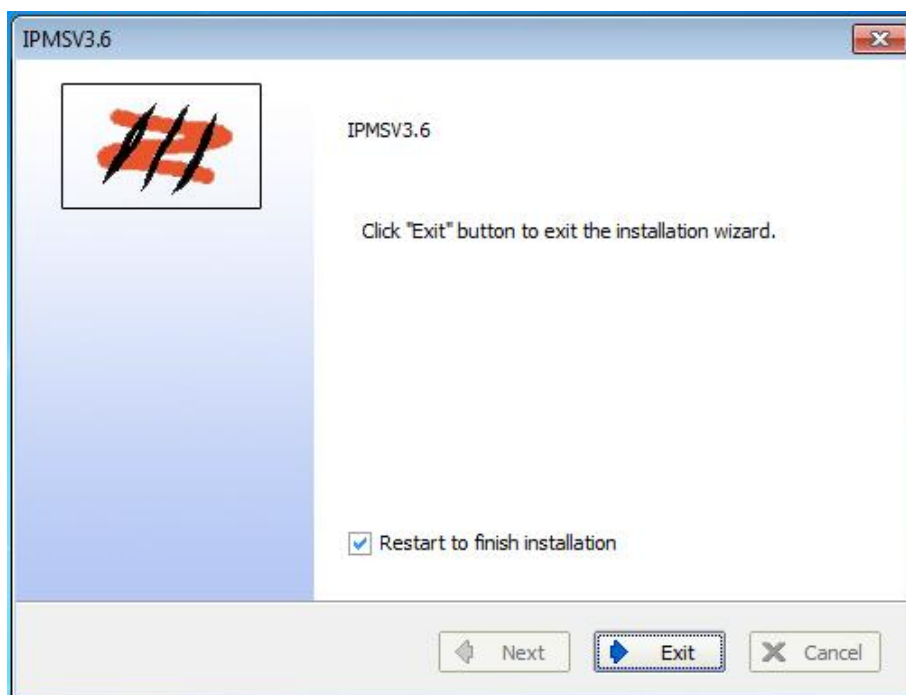 IPMSV3.6
IPMSV3.6
Click "Exit" button to exit the installation wizard.
Restart to finish installation
Next
Exit
Cancel